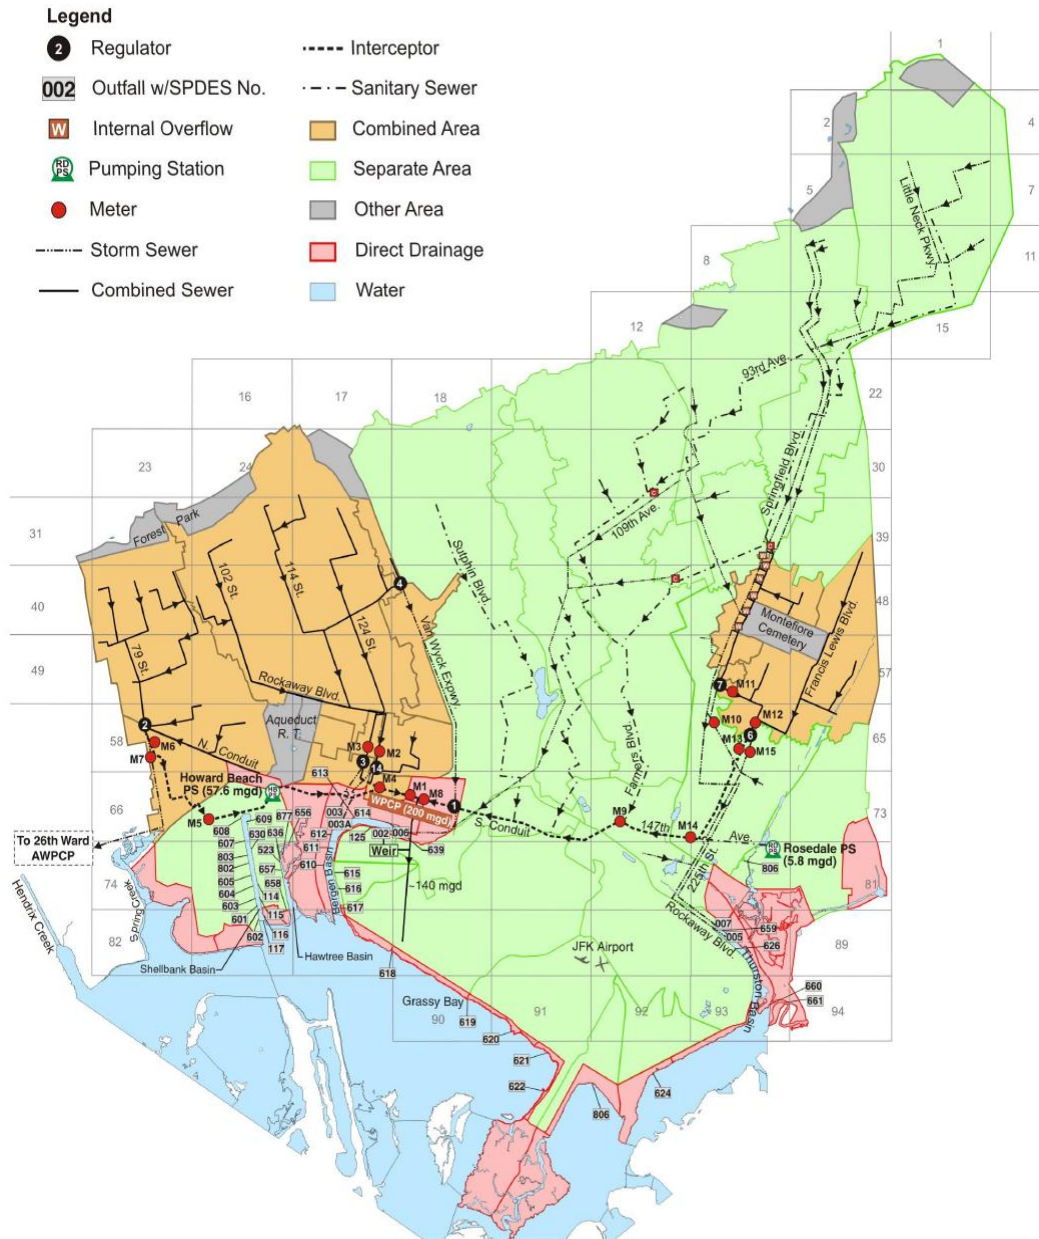 Legend
2 Regulator
Interceptor
002 Outfall w/SPDES No.
Sanitary Sewer
W Internal Overflow
Combined Area
RD PS Pumping Station
Separate Area
Meter
Other Area
Storm Sewer
Direct Drainage
Combined Sewer
Water
1
2
4
5
7
Little Neck Pkwy.
8
11
12
15
93rd Ave.
16
17
18
22
Springfield Blvd.
23
24
30
31
Forest Park
109th Ave.
39
40
102 St.
114 St.
4
Sutphin Blvd.
48
Montefiore
Cemetery
Francis Lewis Blvd.
49
79 St.
124 St.
Van Wyck Expwy
57
Rockaway Blvd.
7
M11
Aqueduct
R. T.
Farmers Blvd.
M10
M12
58
2
M6
M7
N. Conduit
M3
M2
3
14
M13
6
M15
65
Howard Beach
PS (57.6 mgd)
613
M4
M1
M8
1
WPCP (200 mgd)
66
M5
608
609
677
656
003
614
003A
S. Conduit
M9
147th
Ave.
M14
73
To 26th Ward
AWPCP
607
630
636
612
125
002
006
Weir
639
Rosedale PS
(5.8 mgd)
806
803
523
611
802
657
610
140 mgd
605
658
615
604
114
616
603
115
617
74
Hendrix Creek
Spring Creek
Bergen Basin
225th St.
81
601
602
116
117
82
Rockaway Blvd.
007
005
659
626
89
Shellbank Basin
Hawtree Basin
618
JFK Airport
Thurston Basin
Grassy Bay
90
91
92
93
94
660
661
619
620
621
622
806
624